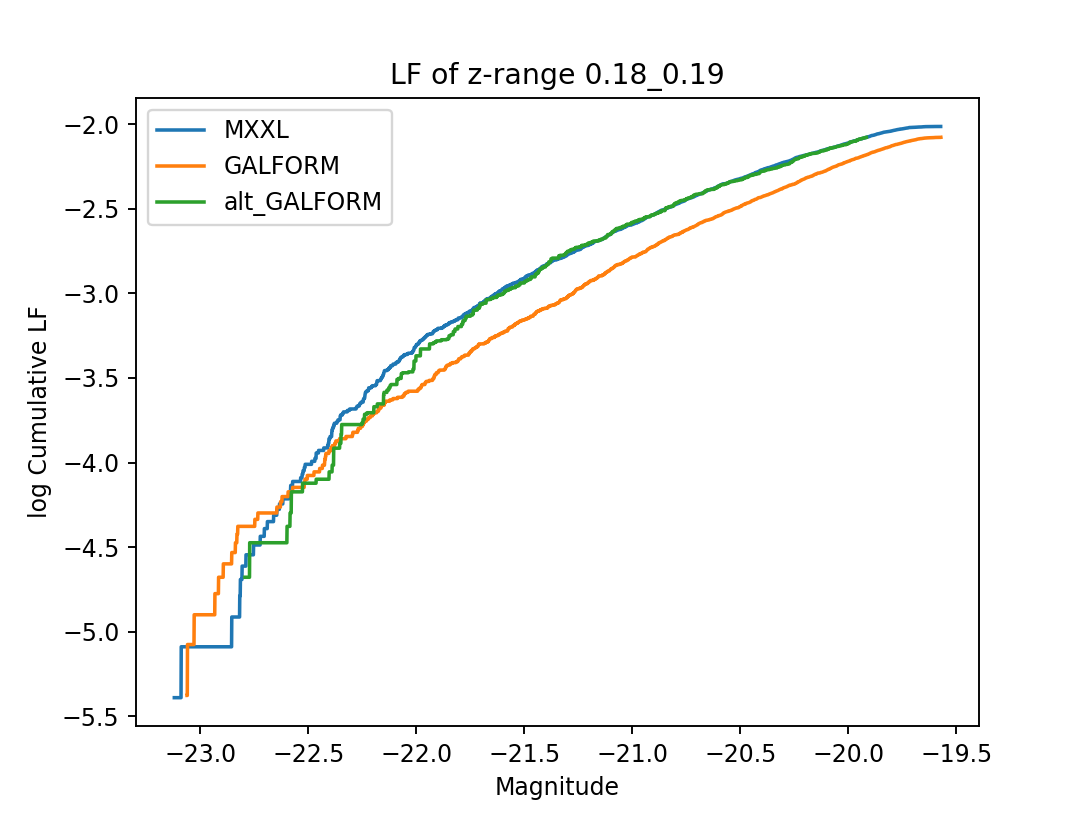 LF of z-range 0.18_0.19
MXXL
GALFORM
alt_GALFORM
log Cumulative LF
−2.0
−2.5
−3.0
−3.5
−4.0
−4.5
−5.0
−5.5
−23.0 −22.5 −22.0 −21.5 −21.0 −20.5 −20.0 −19.5
Magnitude